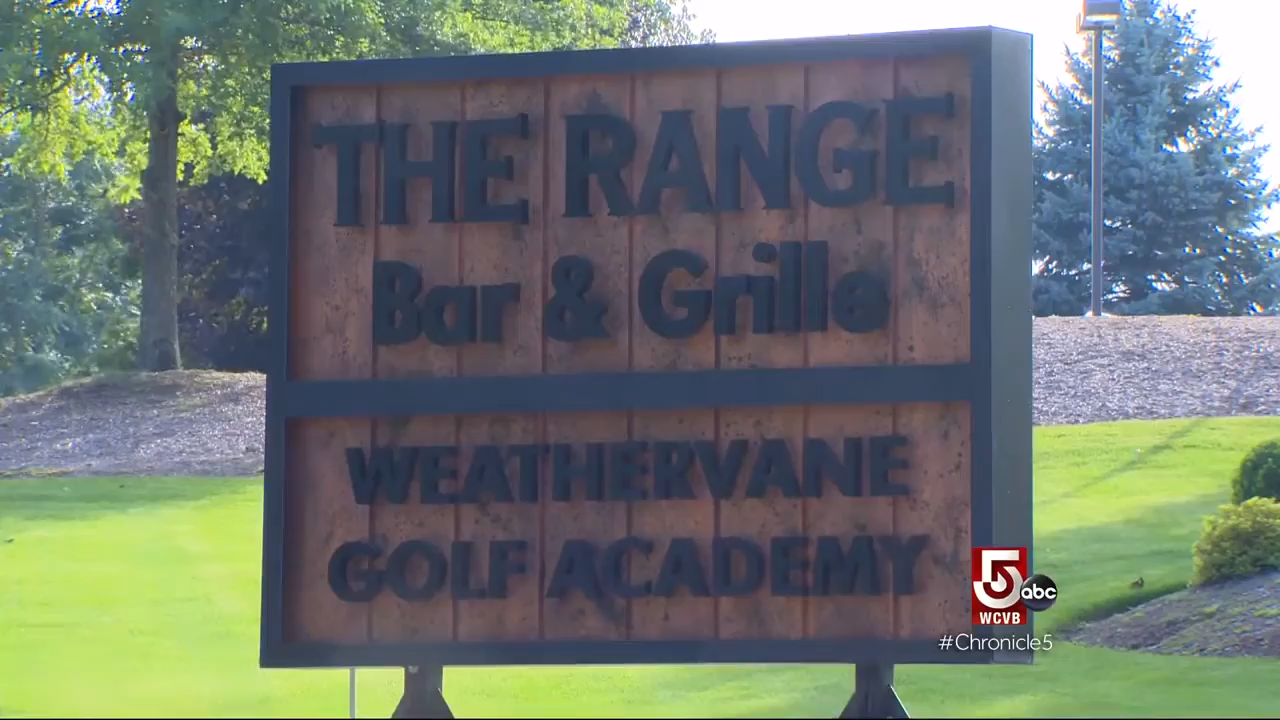 THE RANGE
Bar & Grille
WEATHERVANE
GOLF ACADEMY
5 abc
WCVB
#Chronicle5